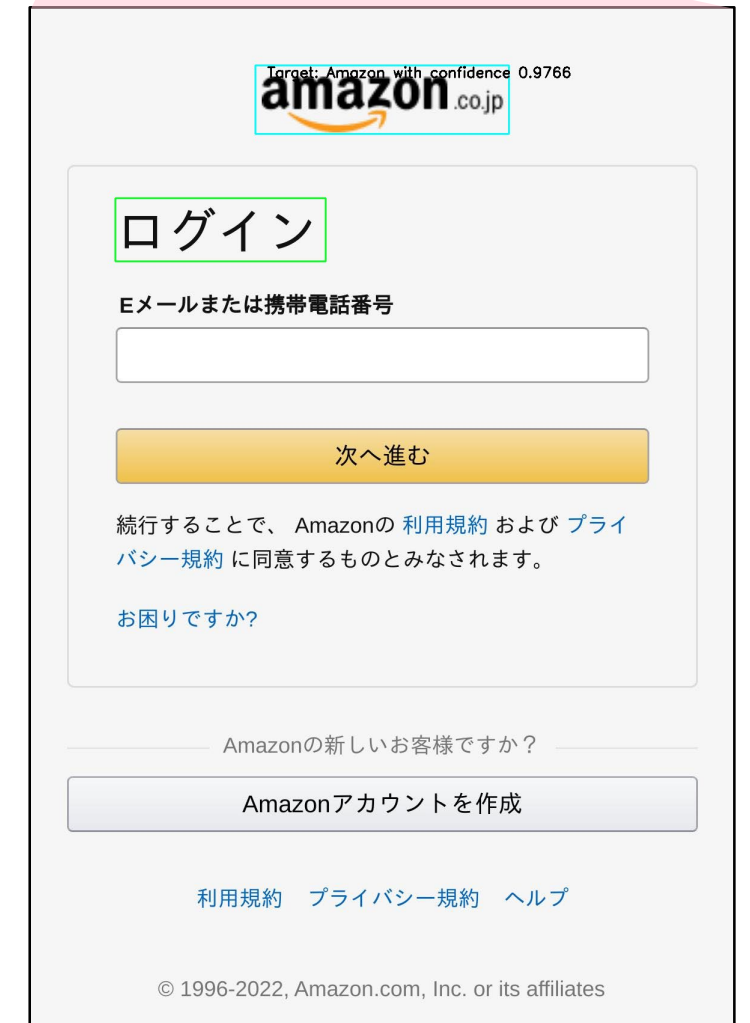 Target: Amazon with confidence 0.9766
amazon.co.jp
ログイン
Eメールまたは携帯電話番号
次へ進む
続行することで、 Amazonの 利用規約 および プライ
バシー規約 に同意するものとみなされます。
お困りですか?
Amazonの新しいお客様ですか？
Amazonアカウントを作成
利用規約 プライバシー規約 ヘルプ
© 1996-2022, Amazon.com, Inc. or its affiliates